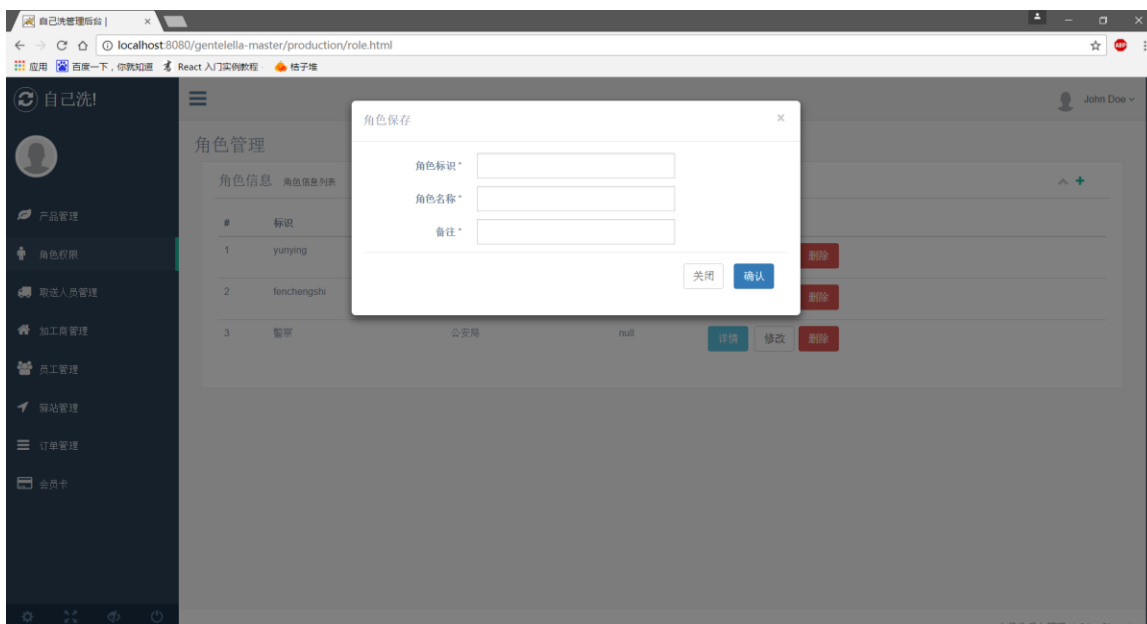 自己洗管理后台 |
localhost:8080/gentelella-master/production/role.html
应用 百度一下，你就知道 React 入门实例教程 桔子堆
自己洗!
John Doe
角色保存 ×
角色标识 *
角色名称 *
备注 *
关闭 确认
角色管理
角色信息 角色信息列表
# 标识
1 yunying 删除
2 fenchengshi 删除
3 警察 公安局 null 详情 修改 删除
产品管理
角色权限
取送人员管理
加工商管理
员工管理
驿站管理
订单管理
会员卡